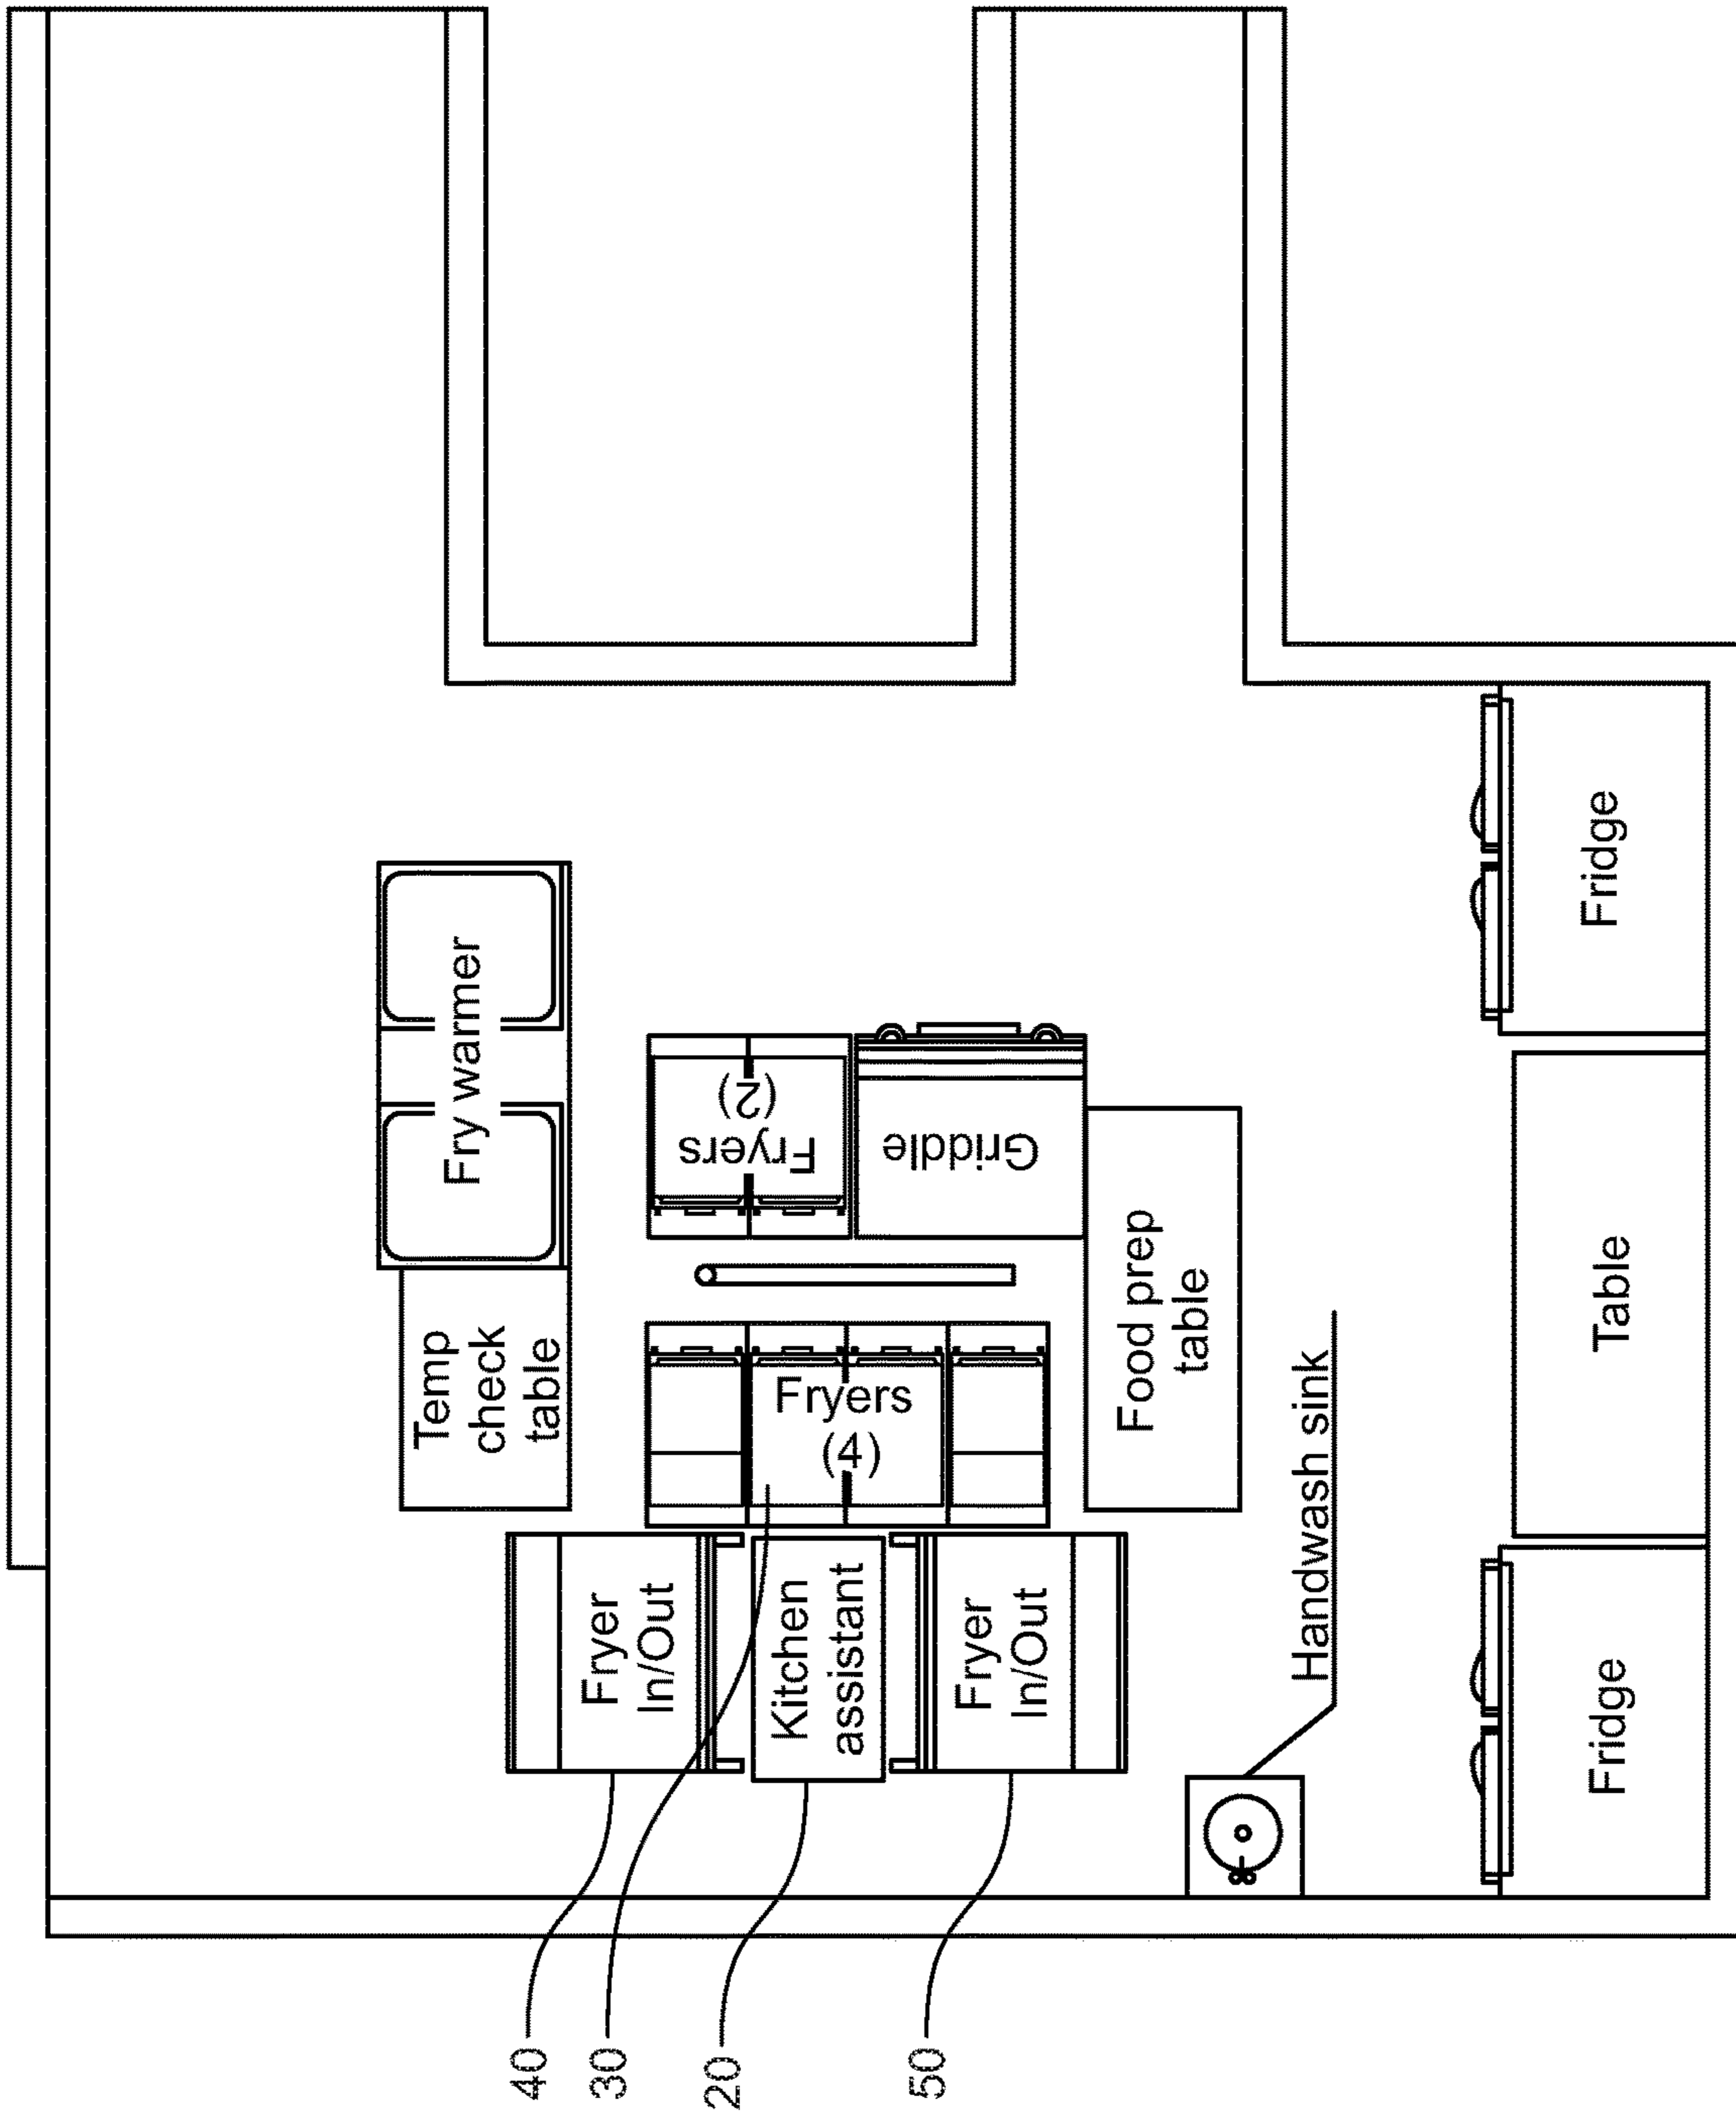 Fry warmer
Temp
check
table
Fryers
(2)
Griddle
Fryers
(4)
Food prep
table
Fryer
In/Out
Kitchen
assistant
Fryer
In/Out
Handwash sink
Fridge
Table
Fridge
40
30
20
50